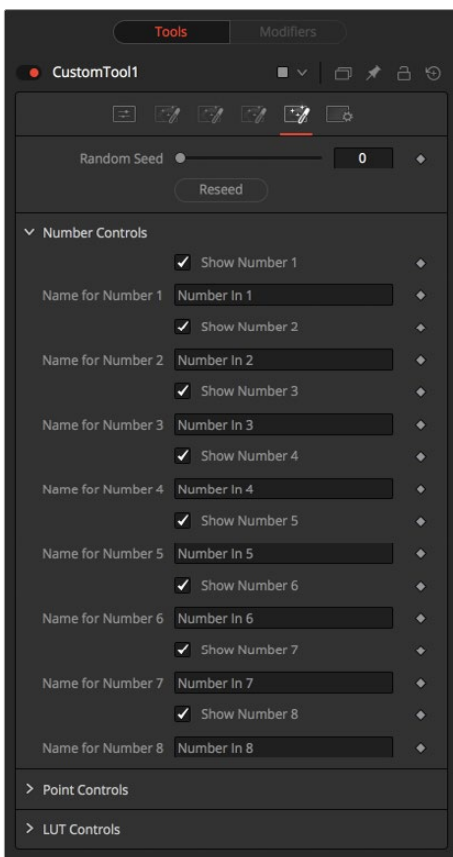 Tools Modifiers
CustomTool1
Random Seed 0
Reseed
Number Controls
Show Number 1
Name for Number 1 Number In 1
Show Number 2
Name for Number 2 Number In 2
Show Number 3
Name for Number 3 Number In 3
Show Number 4
Name for Number 4 Number In 4
Show Number 5
Name for Number 5 Number In 5
Show Number 6
Name for Number 6 Number In 6
Show Number 7
Name for Number 7 Number In 7
Show Number 8
Name for Number 8 Number In 8
Point Controls
LUT Controls